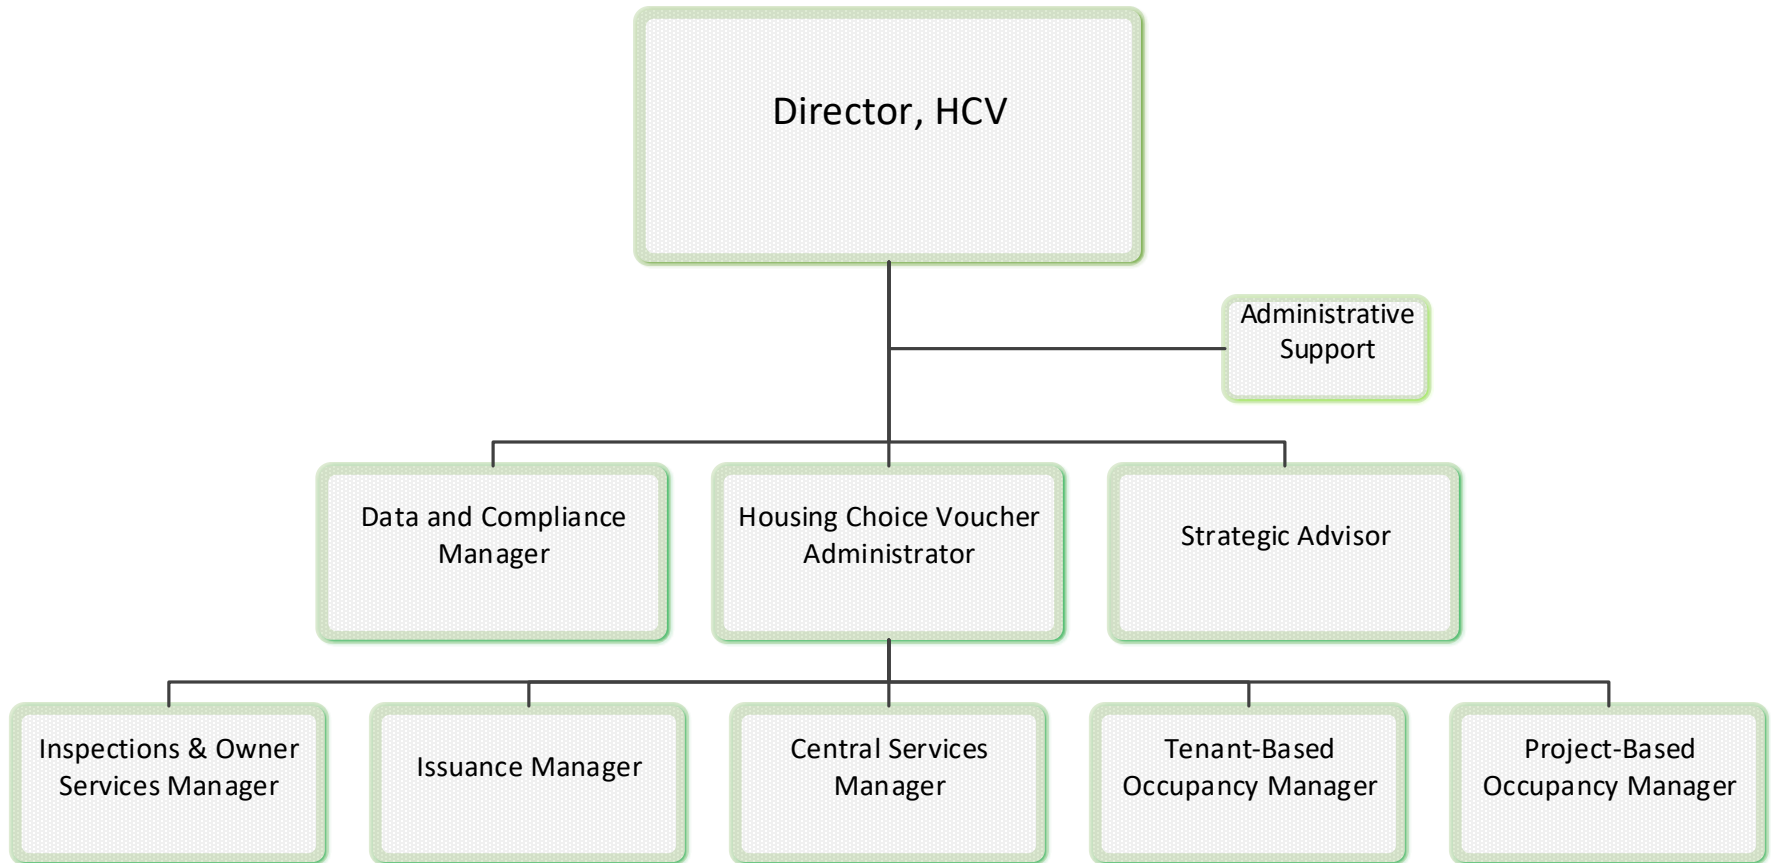 Director, HCV
Administrative
Support
Data and Compliance
Manager
Housing Choice Voucher
Administrator
Strategic Advisor
Inspections & Owner
Services Manager
Issuance Manager
Central Services
Manager
Tenant-Based
Occupancy Manager
Project-Based
Occupancy Manager